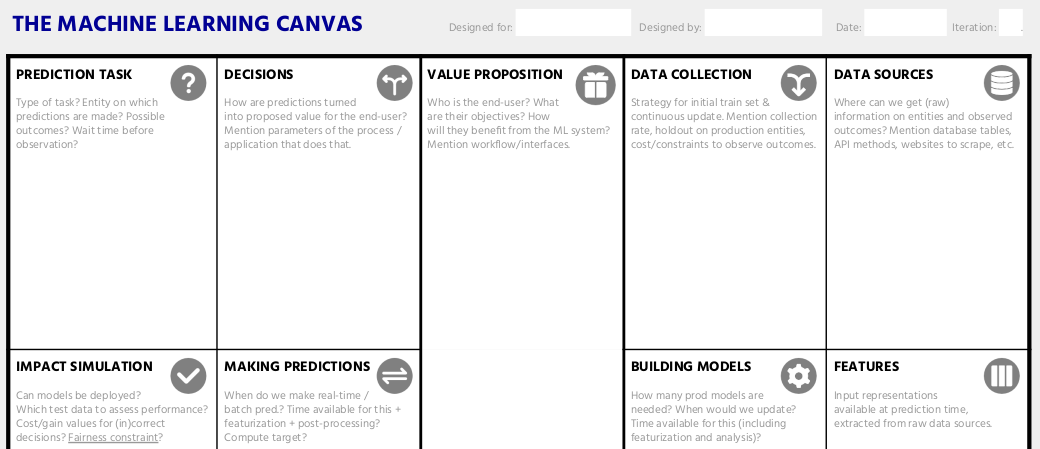 THE MACHINE LEARNING CANVAS
Designed for:
Designed by:
Date:
Iteration:
.
PREDICTION TASK
Type of task? Entity on which
predictions are made? Possible
outcomes? Wait time before
observation?
DECISIONS
How are predictions turned
into proposed value for the end-user?
Mention parameters of the process /
application that does that.
VALUE PROPOSITION
Who is the end-user? What
are their objectives? How
will they benefit from the ML system?
Mention workflow/interfaces.
DATA COLLECTION
Strategy for initial train set &
continuous update. Mention collection
rate, holdout on production entities,
cost/constraints to observe outcomes.
DATA SOURCES
Where can we get (raw)
information on entities and observed
outcomes? Mention database tables,
API methods, websites to scrape, etc.
IMPACT SIMULATION
Can models be deployed?
Which test data to assess performance?
Cost/gain values for (in)correct
decisions? Fairness constraint?
MAKING PREDICTIONS
When do we make real-time /
batch pred.? Time available for this +
featurization + post-processing?
Compute target?
BUILDING MODELS
How many prod models are
needed? When would we update?
Time available for this (including
featurization and analysis)?
FEATURES
Input representations
available at prediction time,
extracted from raw data sources.